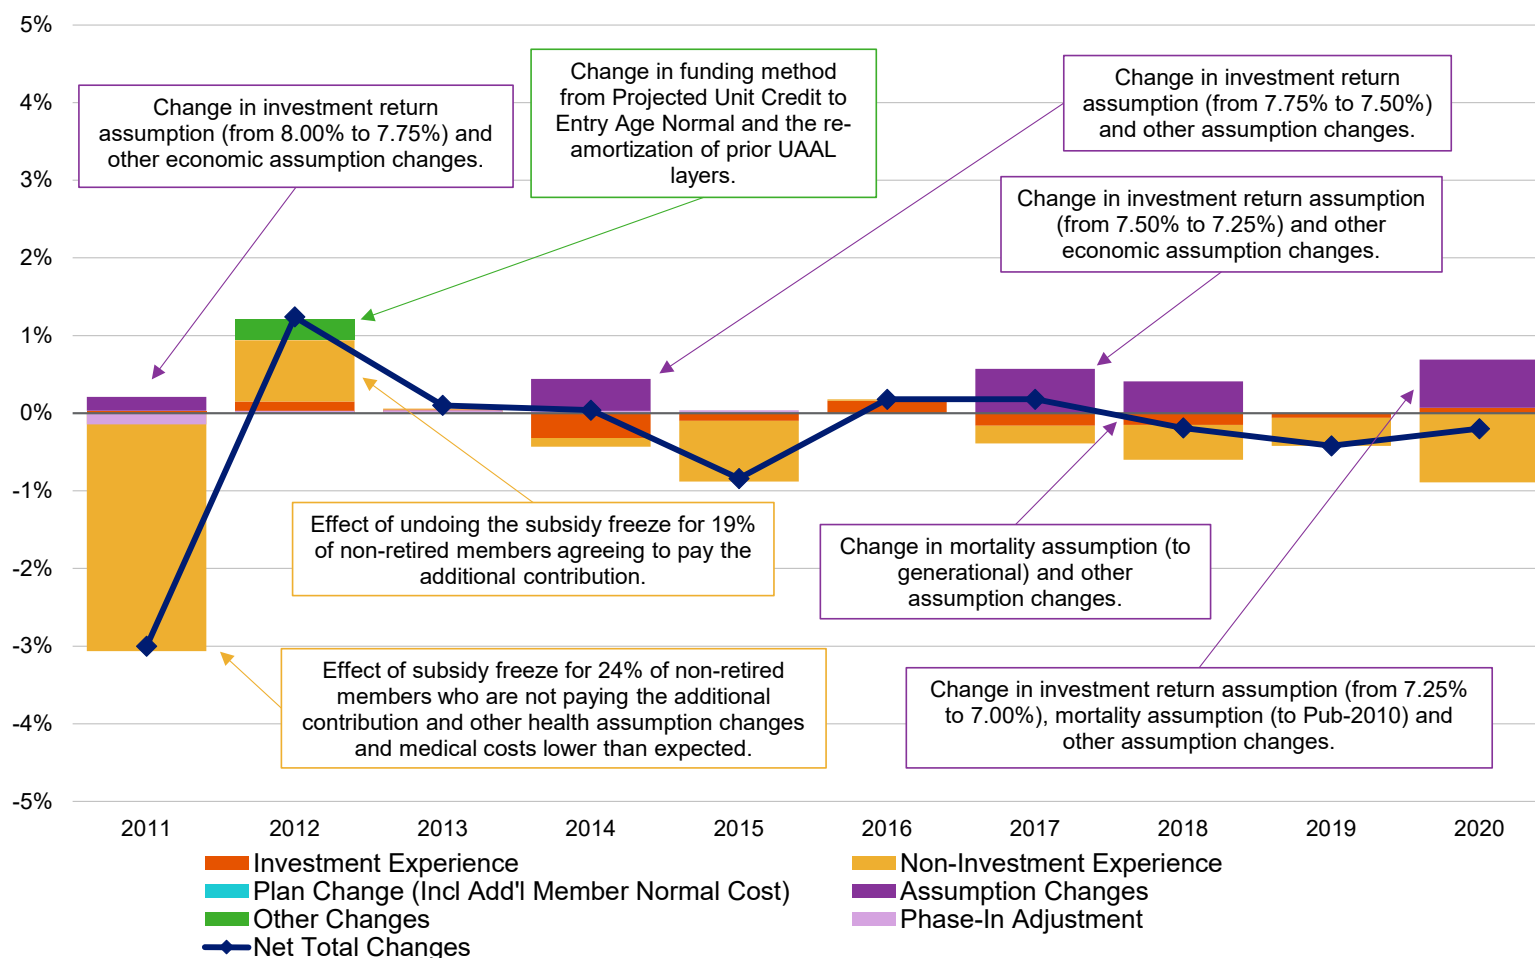 5%
4%
3%
2%
1%
0%
-1%
-2%
-3%
-4%
-5%
Change in investment return
assumption (from 8.00% to 7.75%) and
other economic assumption changes.
Change in funding method
from Projected Unit Credit to
Entry Age Normal and the re-
amortization of prior UAAL
layers.
Change in investment return
assumption (from 7.75% to 7.50%)
and other assumption changes.
Change in investment return assumption
(from 7.50% to 7.25%) and other
economic assumption changes.
Effect of undoing the subsidy freeze for 19%
of non-retired members agreeing to pay the
additional contribution.
Change in mortality assumption (to
generational) and other
assumption changes.
Effect of subsidy freeze for 24% of non-retired
members who are not paying the additional
contribution and other health assumption changes
and medical costs lower than expected.
Change in investment return assumption (from 7.25%
to 7.00%), mortality assumption (to Pub-2010) and
other assumption changes.
2011 2012 2013 2014 2015 2016 2017 2018 2019 2020
Investment Experience
Non-Investment Experience
Plan Change (Incl Add'l Member Normal Cost)
Assumption Changes
Other Changes
Phase-In Adjustment
Net Total Changes